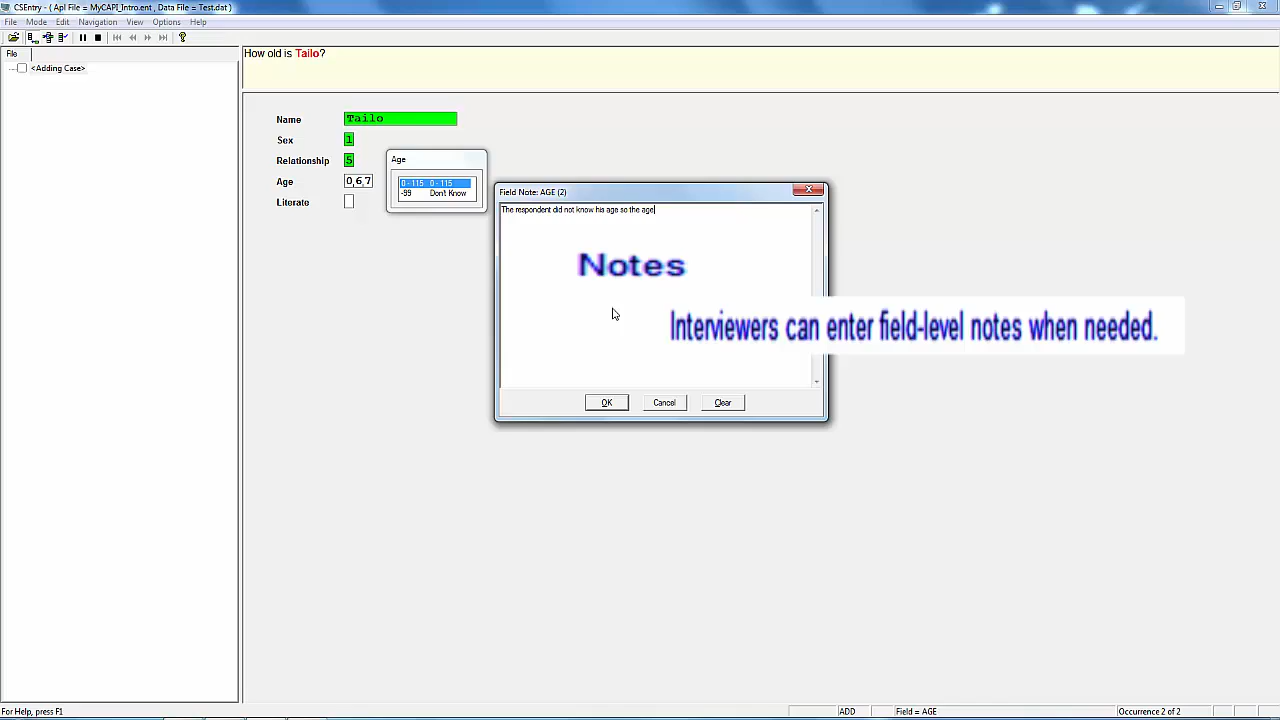 CSEntry - ( Apl File = MyCAPI_Intro.ent , Data File = Test.dat )
File Mode Edit Navigation View Options Help
File
<Adding Case>
How old is Tailo?
Name Tailo
Sex 1
Relationship 5
Age 0,6,7
Literate
Age
0 - 115 0 - 115
-99 Don't Know
Field Note: AGE (2)
The respondent did not know his age so the age
Notes
Interviewers can enter field-level notes when needed.
OK Cancel Clear
For Help, press F1 ADD Field = AGE Occurrence 2 of 2